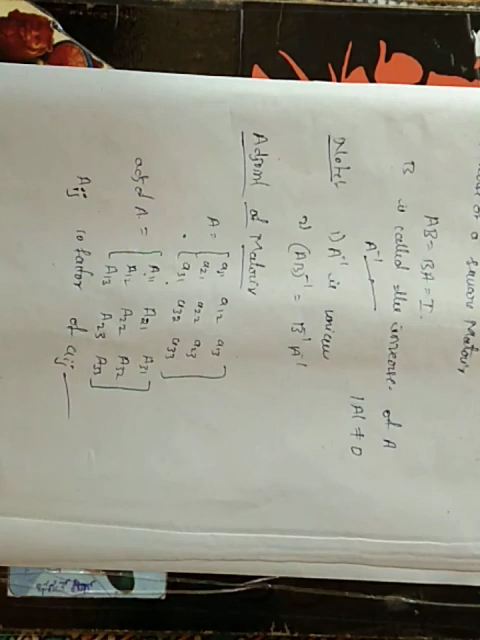 of a square Matrix,
AB = BA = I.
B is called the inverse of A
A⁻¹ |A| ≠ 0
Note:
1) A⁻¹ is unique
2) (AB)⁻¹ = B⁻¹ A⁻¹
Adjoint of Matrix
A = [ a11 a12 a13
a21 a22 a23
a31 a32 a33 ]
adj A = [ A11 A21 A31
A12 A22 A32
A13 A23 A33 ]
Aij cofactor of aij